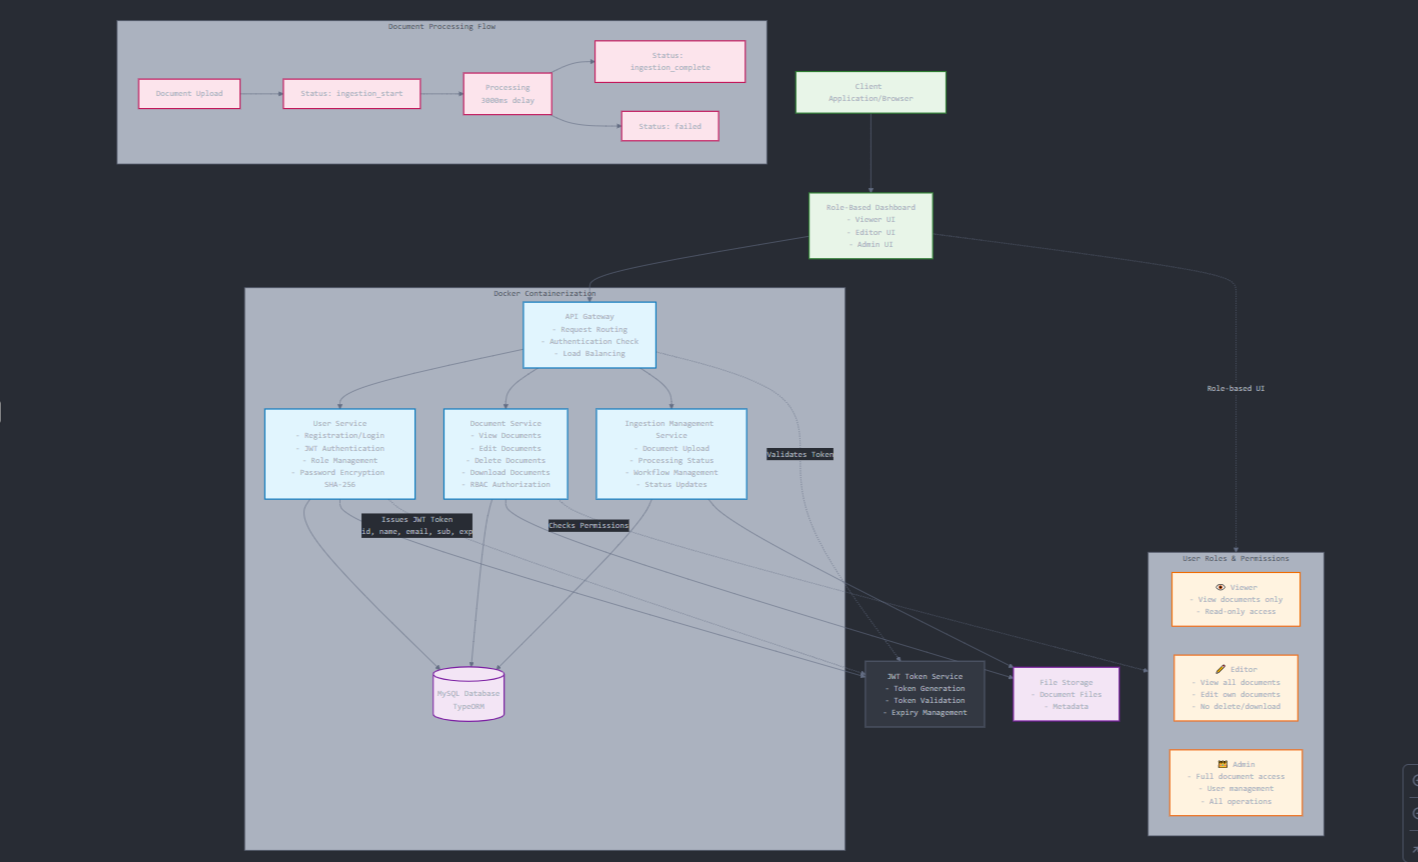 Document Processing Flow
Document Upload
Status: ingestion_start
Processing
3000ms delay
Status:
ingestion_complete
Status: failed
Client
Application/Browser
Role-Based Dashboard
- Viewer UI
- Editor UI
- Admin UI
Docker Containerization
API Gateway
- Request Routing
- Authentication Check
- Load Balancing
Role-based UI
User Service
- Registration/Login
- JWT Authentication
- Role Management
- Password Encryption
SHA-256
Document Service
- View Documents
- Edit Documents
- Delete Documents
- Download Documents
- RBAC Authorization
Ingestion Management
Service
- Document Upload
- Processing Status
- Workflow Management
- Status Updates
Validates Token
Issues JWT Token
id, name, email, sub, exp
Checks Permissions
MySQL Database
TypeORM
JWT Token Service
- Token Generation
- Token Validation
- Expiry Management
File Storage
- Document Files
- Metadata
User Roles & Permissions
👁️ Viewer
- View documents only
- Read-only access
✏️ Editor
- View all documents
- Edit own documents
- No delete/download
Admin
- Full document access
- User management
- All operations